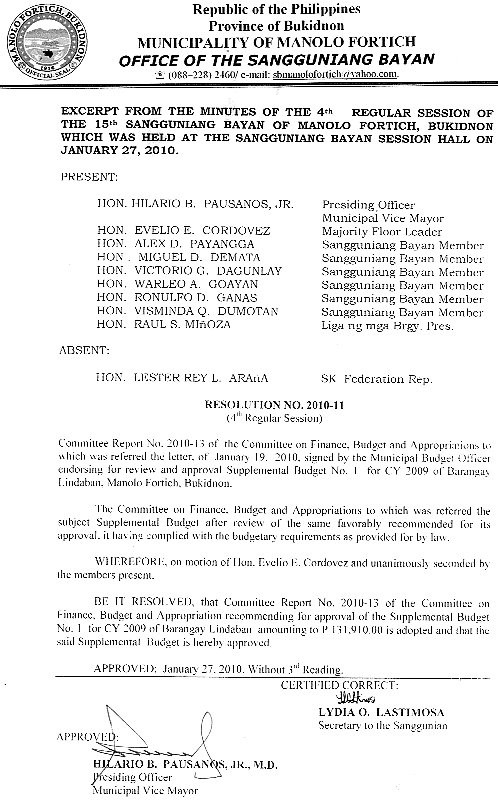 Republic of the Philippines
Province of Bukidnon
MUNICIPALITY OF MANOLO FORTICH
OFFICE OF THE SANGGUNIANG BAYAN
☏ (088-228) 2460/ e-mail: sbmanolofortich@yahoo.com.
MANOLO FORTICH, BUKIDNON
OFFICIAL SEAL
EXCERPT FROM THE MINUTES OF THE 4th REGULAR SESSION OF
THE 15th SANGGUNIANG BAYAN OF MANOLO FORTICH, BUKIDNON
WHICH WAS HELD AT THE SANGGUNIANG BAYAN SESSION HALL ON
JANUARY 27, 2010.
PRESENT:
HON. HILARIO B. PAUSANOS, JR. Presiding Officer
Municipal Vice Mayor
HON. EVELIO E. CORDOVEZ Majority Floor Leader
HON. ALEX D. PAYANGGA Sangguniang Bayan Member
HON . MIGUEL D. DEMATA Sangguniang Bayan Member
HON. VICTORIO G. DAGUNLAY Sangguniang Bayan Member
HON. WARLEO A. GOAYAN Sangguniang Bayan Member
HON. RONULFO D. GANAS Sangguniang Bayan Member
HON. VISMINDA Q. DUMOTAN Sangguniang Bayan Member
HON. RAUL S. MIñOZA Liga ng mga Brgy. Pres.
ABSENT:
HON. LESTER REY L. ARAñA SK Federation Rep.
RESOLUTION NO. 2010-11
(4th Regular Session)
Committee Report No. 2010-13 of the Committee on Finance, Budget and Appropriations to
which was referred the letter, of January 19, 2010, signed by the Municipal Budget Officer
endorsing for review and approval Supplemental Budget No. 1 for CY 2009 of Barangay
Lindaban, Manolo Fortich, Bukidnon.
The Committee on Finance, Budget and Appropriations to which was referred the
subject Supplemental Budget after review of the same favorably recommended for its
approval, it having complied with the budgetary requirements as provided for by law.
WHEREFORE, on motion of Hon. Evelio E. Cordovez and unanimously seconded by
the members present.
BE IT RESOLVED, that Committee Report No. 2010-13 of the Committee on
Finance, Budget and Appropriation recommending for approval of the Supplemental Budget
No. 1 for CY 2009 of Barangay Lindaban amounting to P 131,910.00 is adopted and that the
said Supplemental Budget is hereby approved.
APPROVED: January 27, 2010. Without 3rd Reading.
CERTIFIED CORRECT:
LYDIA O. LASTIMOSA
Secretary to the Sanggunian
APPROVED:
HILARIO B. PAUSANOS, JR., M.D.
Presiding Officer
Municipal Vice Mayor